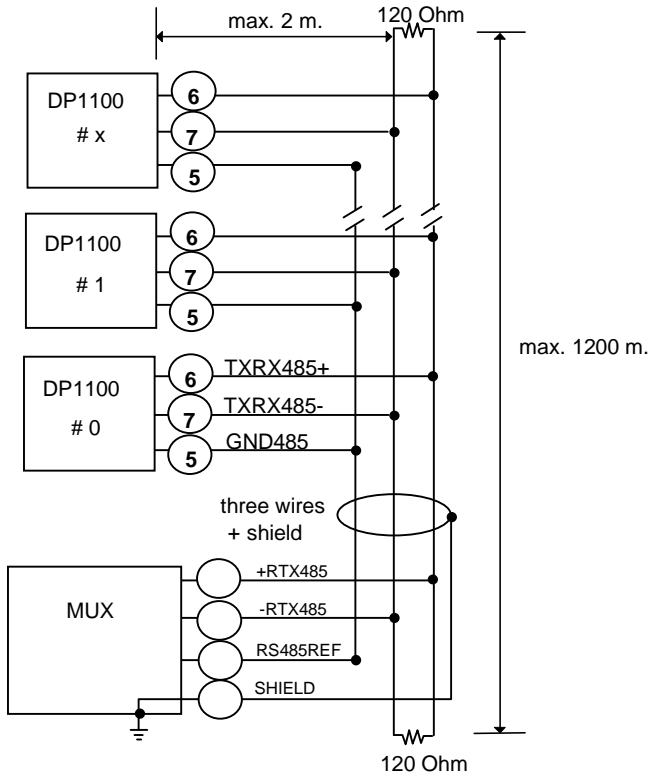 max. 2 m.
120 Ohm
DP1100
# x
6
7
5
DP1100
# 1
6
7
5
max. 1200 m.
DP1100
# 0
6
TXRX485+
7
TXRX485-
5
GND485
three wires
+ shield
MUX
+RTX485
-RTX485
RS485REF
SHIELD
120 Ohm